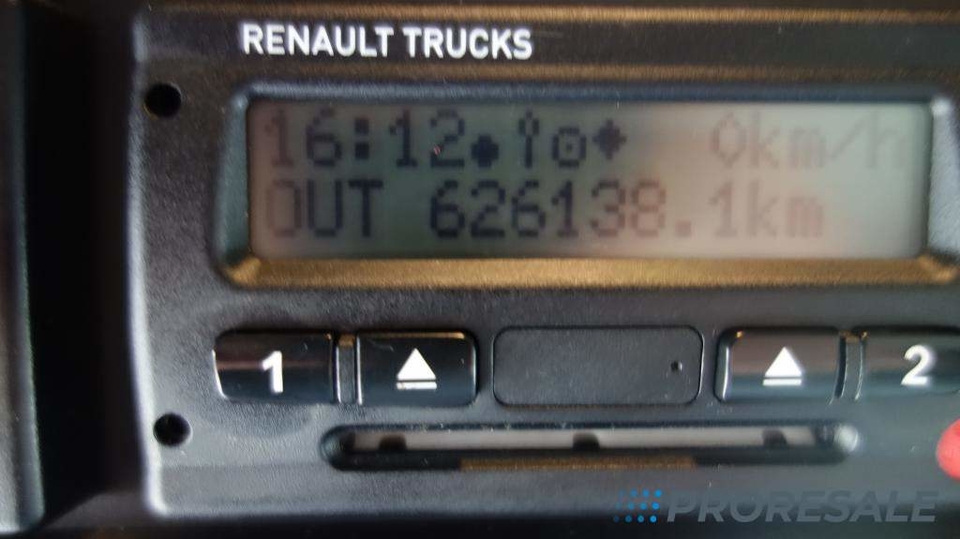 RENAULT TRUCKS
16:12 0km/h
OUT 626138.1km
1 2
PRORESALE